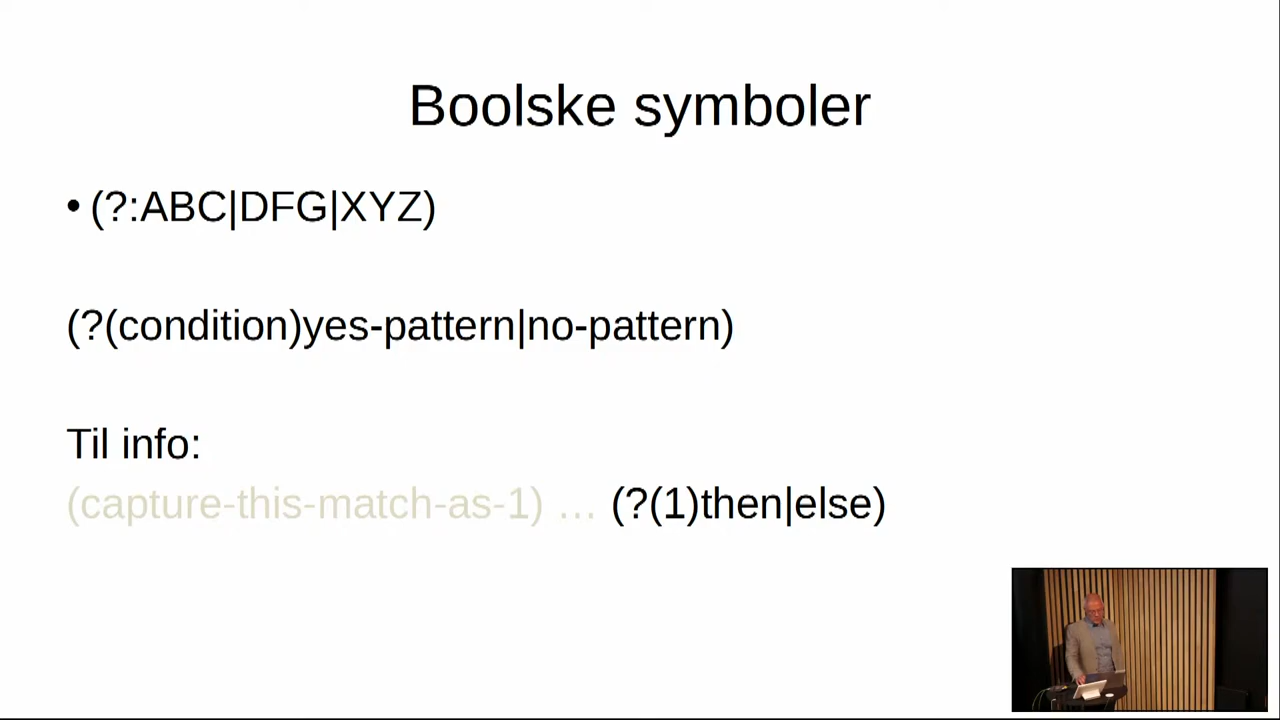 Boolske symboler
• (?:ABC|DFG|XYZ)
(?(condition)yes-pattern|no-pattern)
Til info:
(capture-this-match-as-1) … (?(1)then|else)